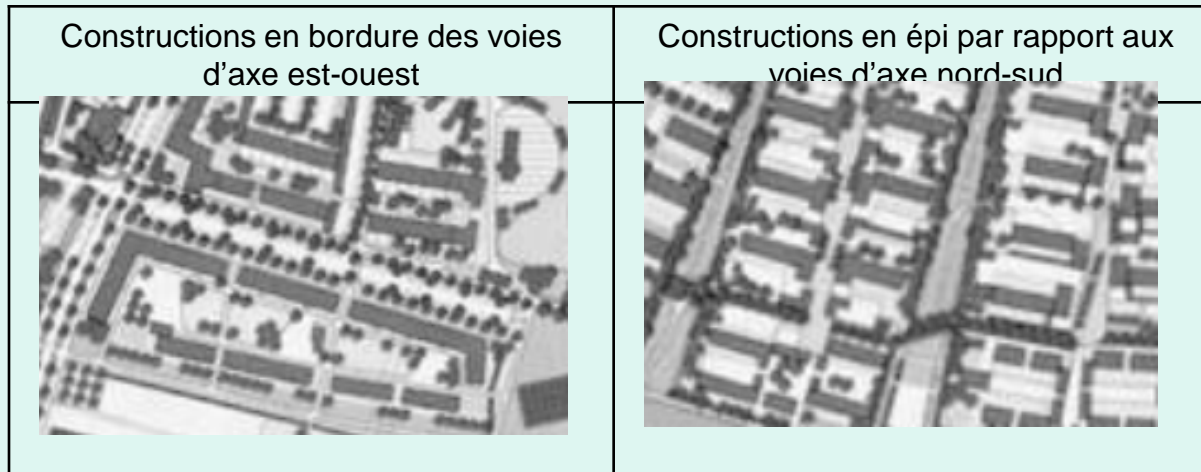 Constructions en bordure des voies
d'axe est-ouest
Constructions en épi par rapport aux
voies d'axe nord-sud